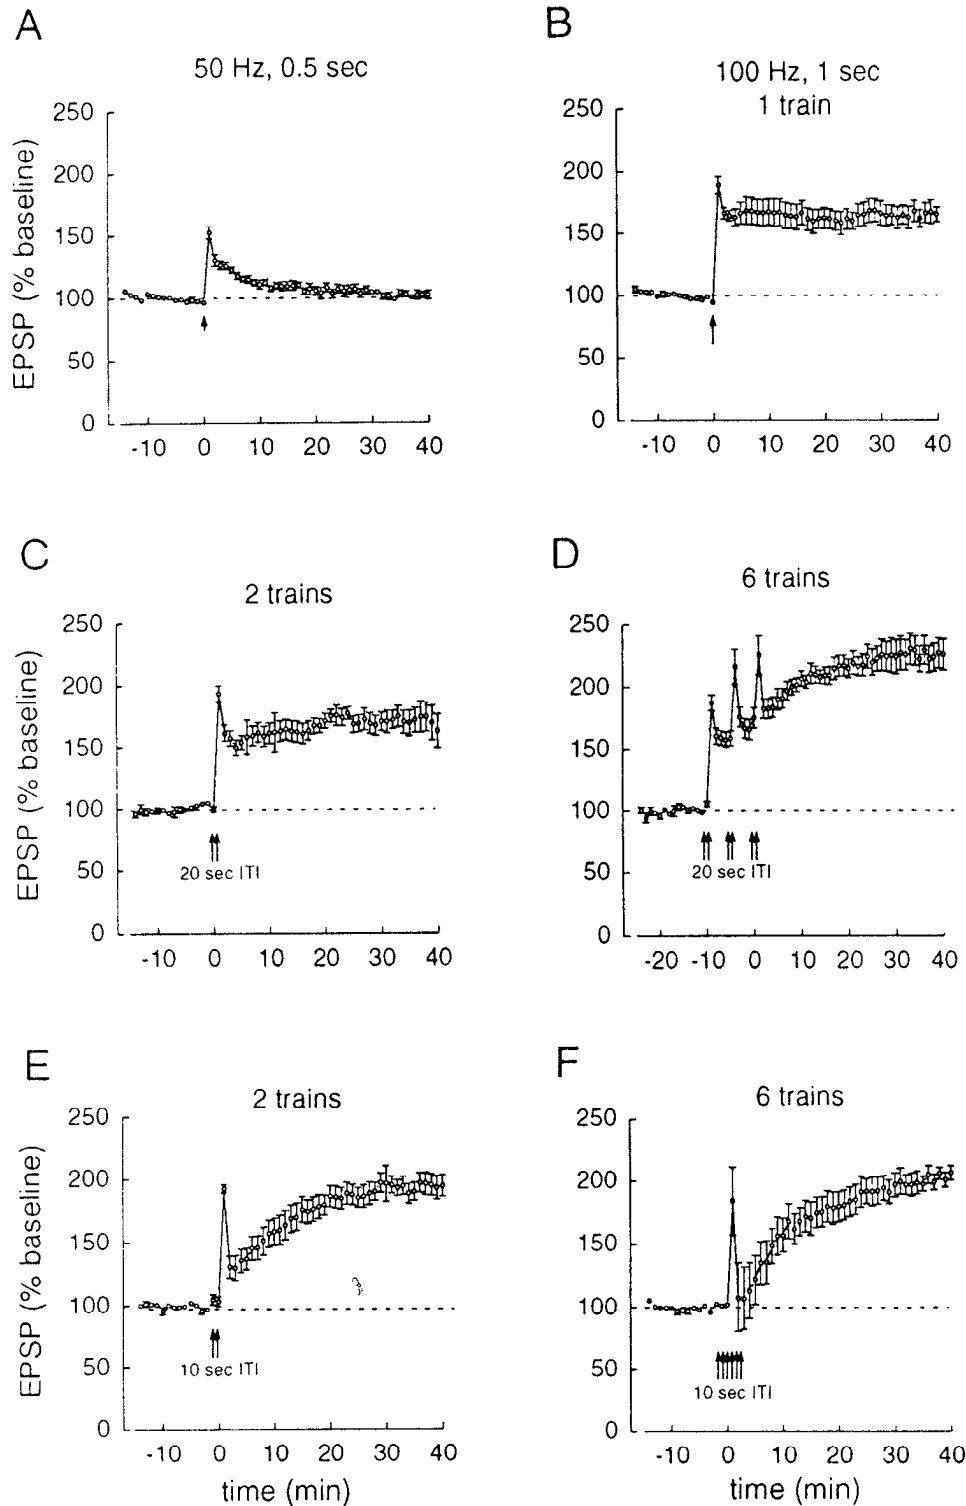 A
50 Hz, 0.5 sec
EPSP (% baseline)
250
200
150
100
50
0
-10 0 10 20 30 40
B
100 Hz, 1 sec
1 train
250
200
150
100
50
0
-10 0 10 20 30 40
C
2 trains
EPSP (% baseline)
250
200
150
100
50
0
20 sec ITI
-10 0 10 20 30 40
D
6 trains
250
200
150
100
50
0
20 sec ITI
-20 -10 0 10 20 30 40
E
2 trains
EPSP (% baseline)
250
200
150
100
50
0
10 sec ITI
-10 0 10 20 30 40
time (min)
F
6 trains
250
200
150
100
50
0
10 sec ITI
-10 0 10 20 30 40
time (min)